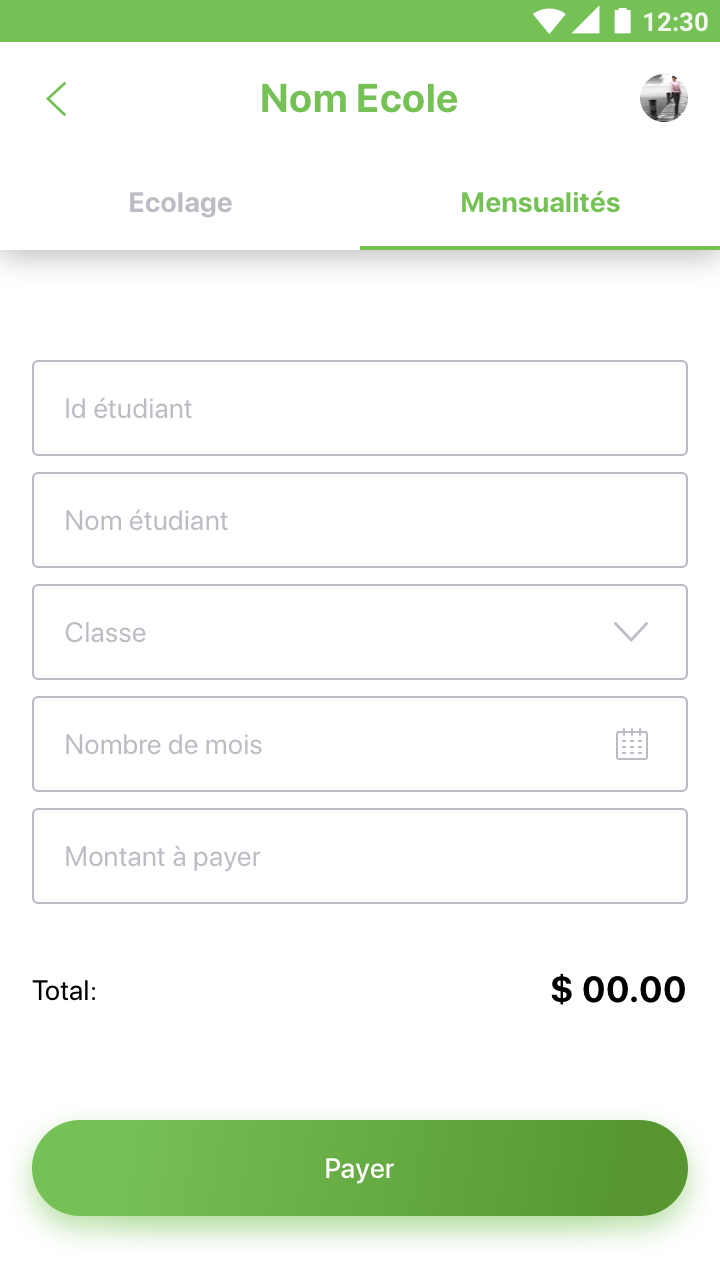 12:30
Nom Ecole
Ecolage
Mensualités
Id étudiant
Nom étudiant
Classe
Nombre de mois
Montant à payer
Total:
$ 00.00
Payer